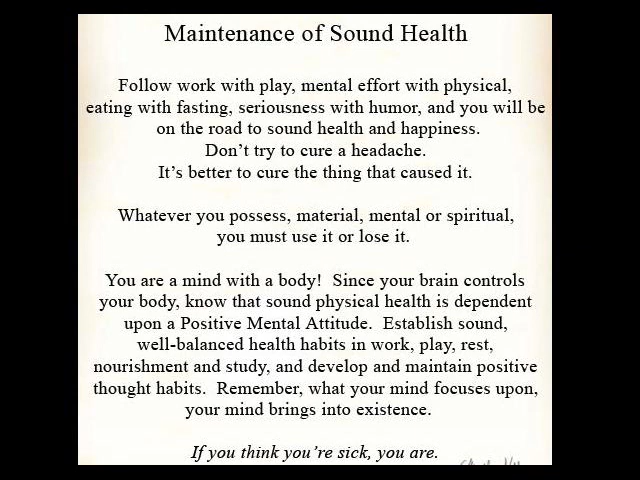 Maintenance of Sound Health
Follow work with play, mental effort with physical,
eating with fasting, seriousness with humor, and you will be
on the road to sound health and happiness.
Don't try to cure a headache.
It's better to cure the thing that caused it.
Whatever you possess, material, mental or spiritual,
you must use it or lose it.
You are a mind with a body!  Since your brain controls
your body, know that sound physical health is dependent
upon a Positive Mental Attitude.  Establish sound,
well-balanced health habits in work, play, rest,
nourishment and study, and develop and maintain positive
thought habits.  Remember, what your mind focuses upon,
your mind brings into existence.
If you think you're sick, you are.